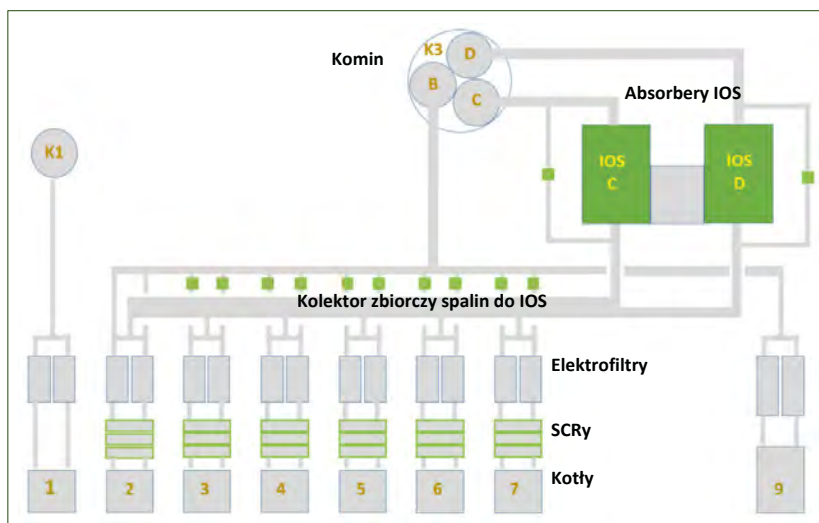 Komin
K3
D
B
C
Absorbery IOS
K1
IOS
C
IOS
D
Kolektor zbiorczy spalin do IOS
Elektrofiltry
SCRy
1
2
3
4
5
6
7
Kotły
9